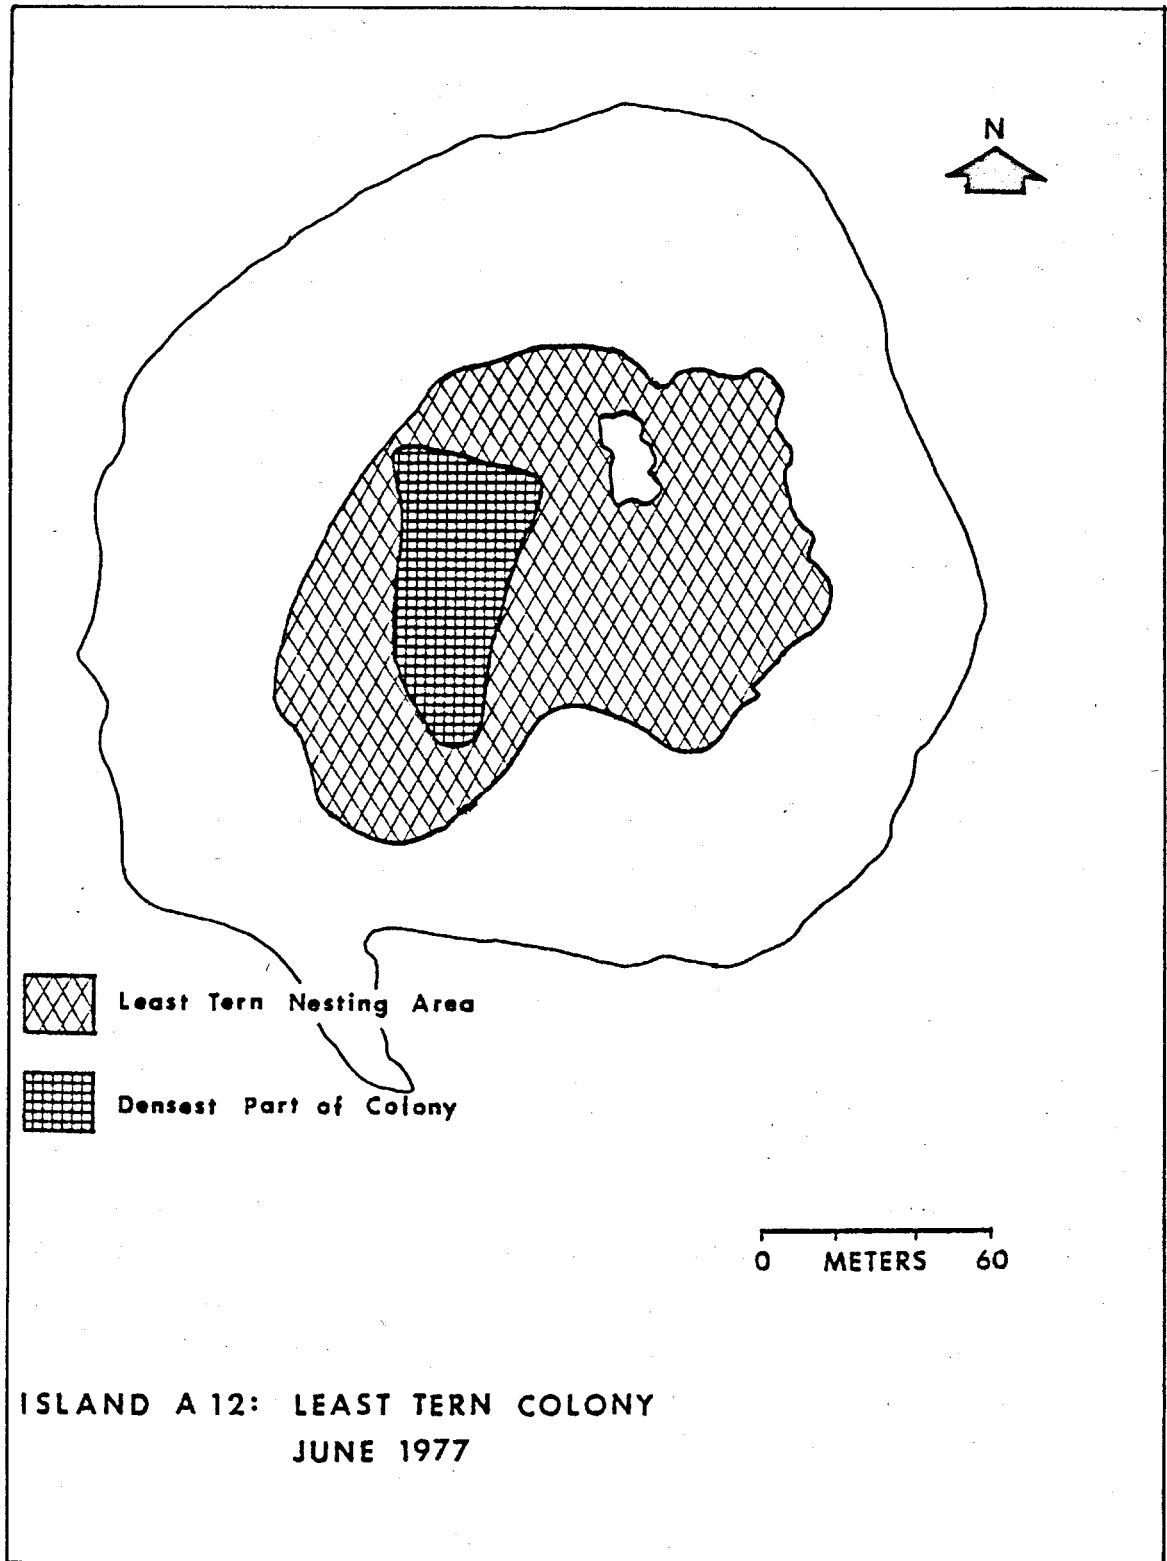 N
Least Tern Nesting Area
Densest Part of Colony
0 METERS 60
ISLAND A 12: LEAST TERN COLONY
JUNE 1977